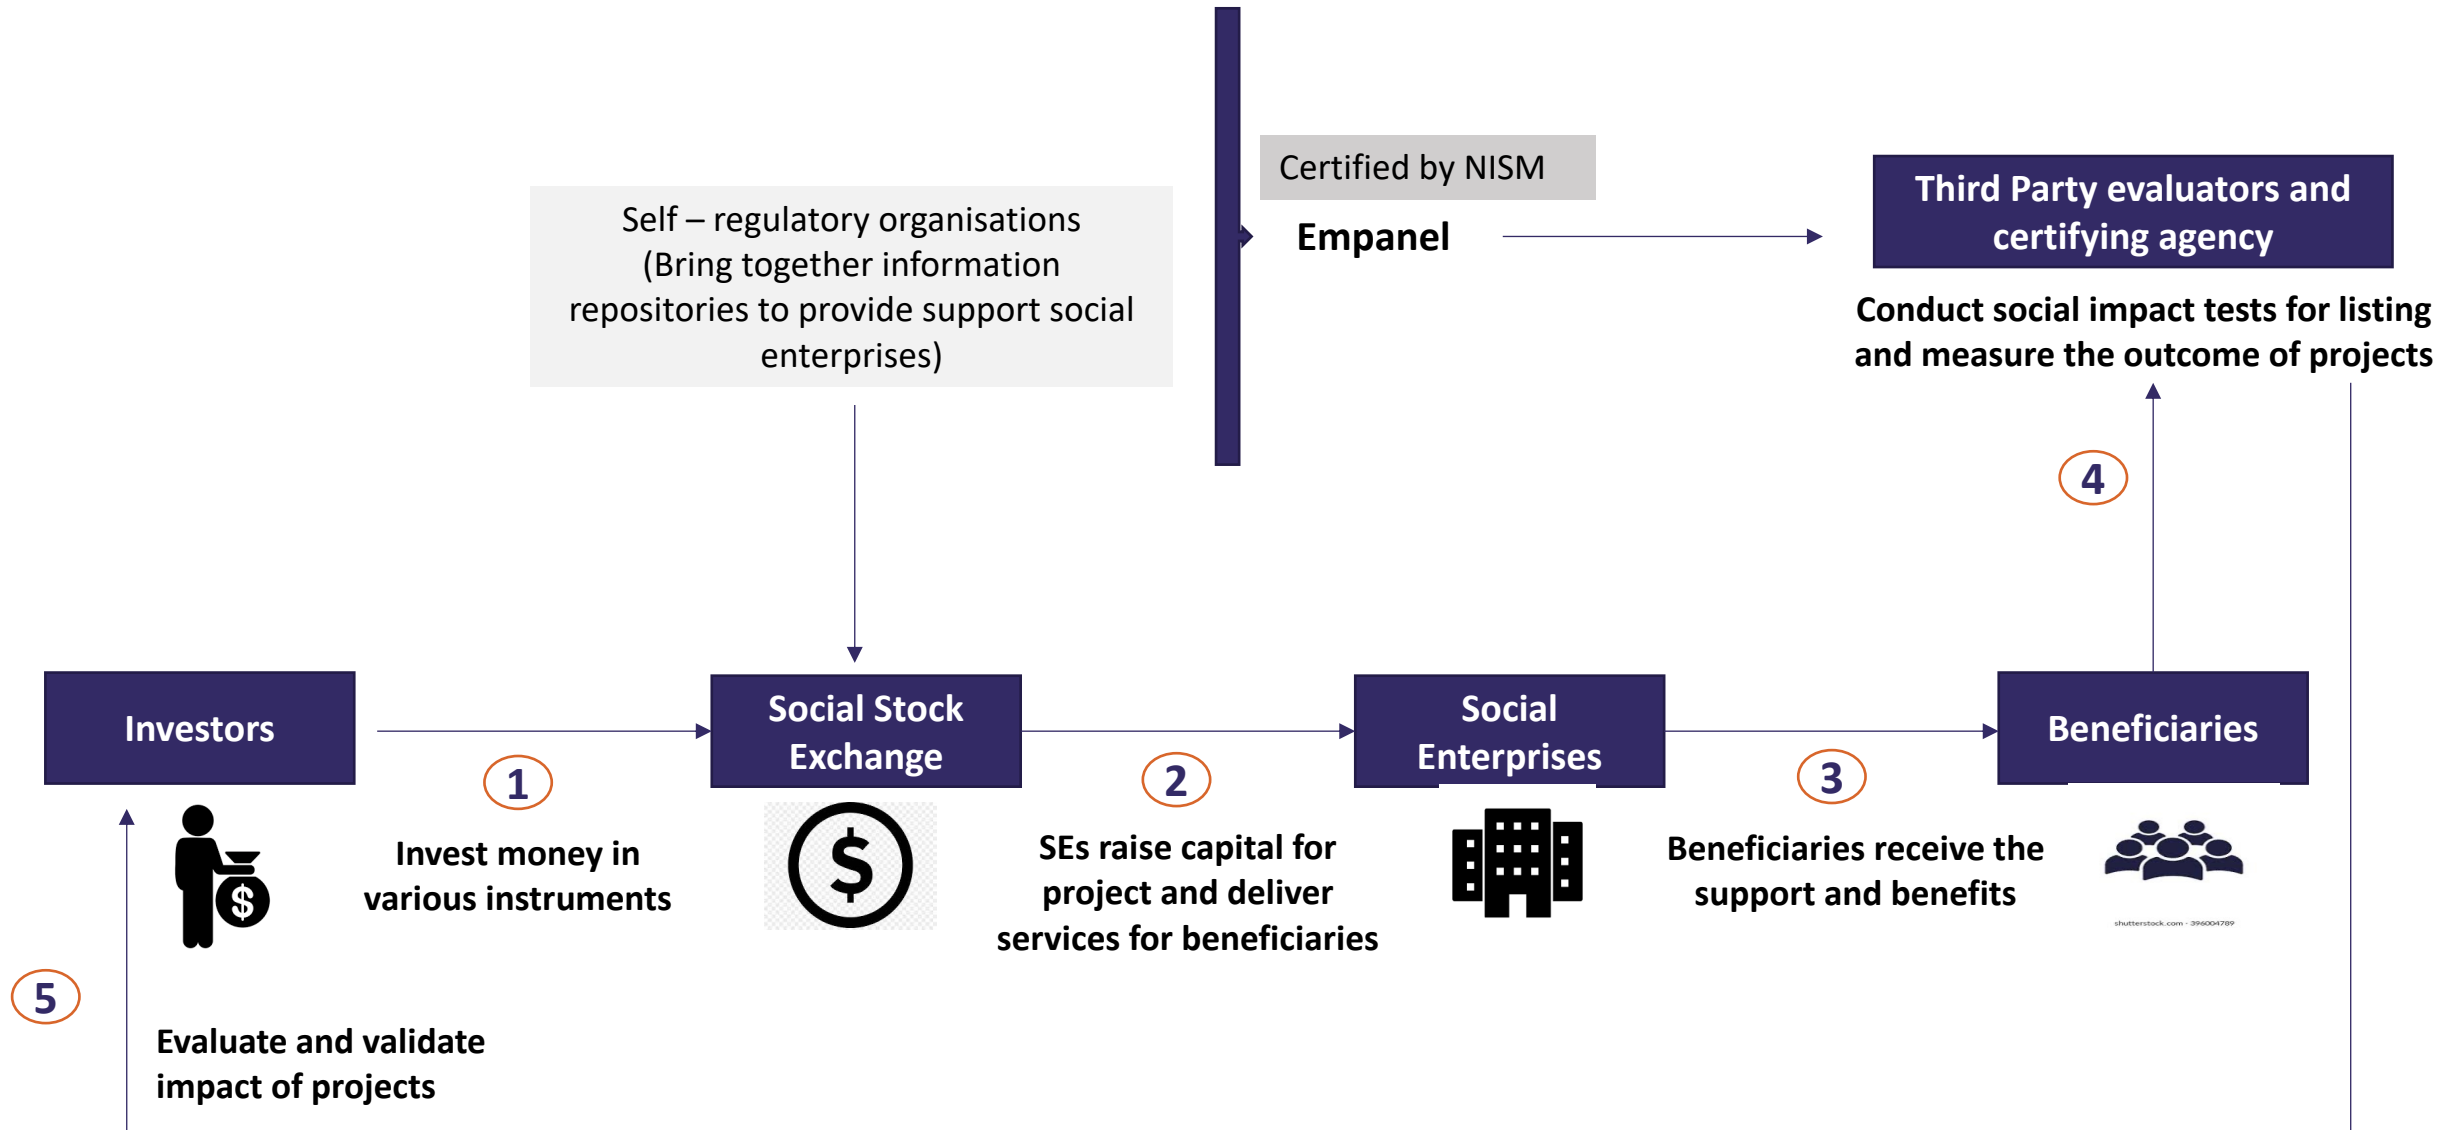 Certified by NISM
Empanel
Third Party evaluators and
certifying agency
Self – regulatory organisations
(Bring together information
repositories to provide support social
enterprises)
Conduct social impact tests for listing
and measure the outcome of projects
4
Investors
Social Stock
Exchange
Social
Enterprises
Beneficiaries
1
2
3
Invest money in
various instruments
$
$
SEs raise capital for
project and deliver
services for beneficiaries
Beneficiaries receive the
support and benefits
shutterstock.com - 396004789
5
Evaluate and validate
impact of projects